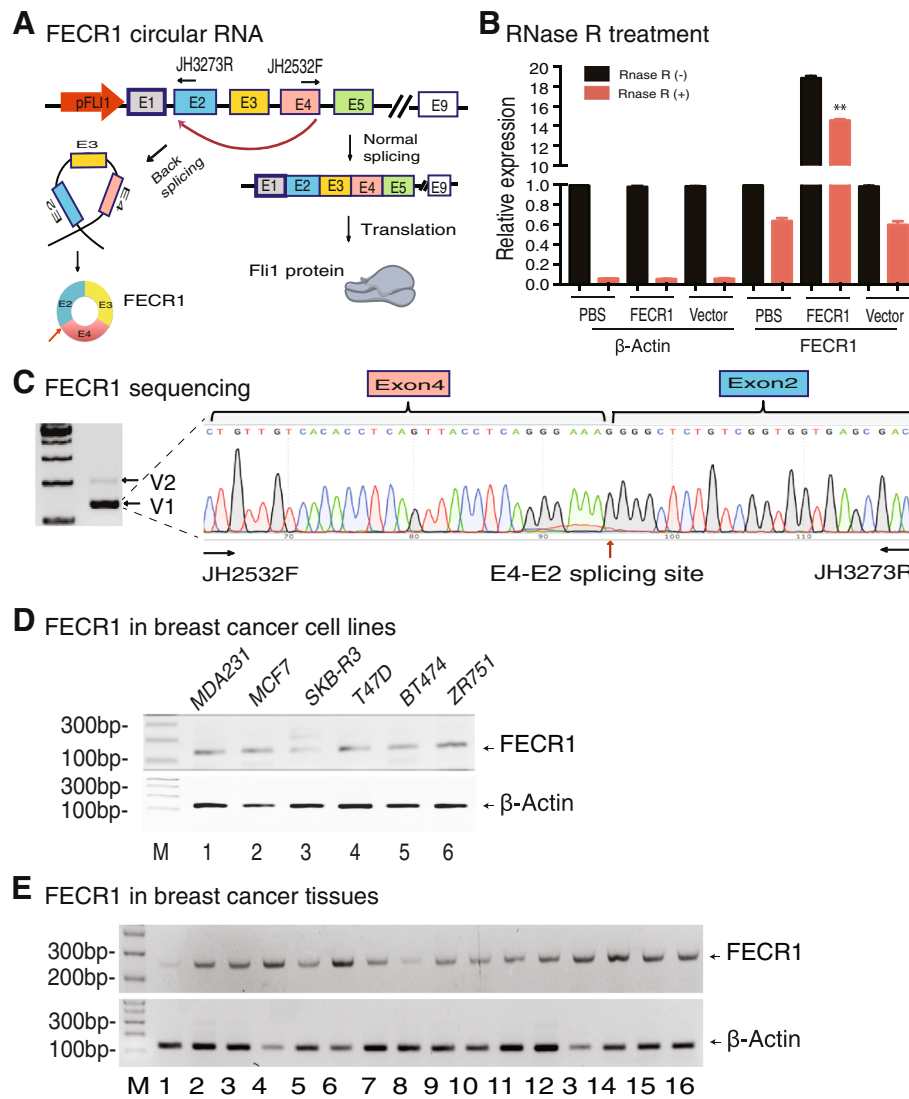 A FECR1 circular RNA
JH3273R JH2532F
pFLI1 E1 E2 E3 E4 E5 E9
Back splicing
Normal splicing
E3
E2 E4
E1 E2 E3 E4 E5 E9
Translation
Fli1 protein
FECR1
E2 E3
E4
B RNase R treatment
Rnase R (-)
Rnase R (+)
Relative expression
20
18
16
14
12
10
1.0
0.8
0.6
0.4
0.2
0.0
**
PBS FECR1 Vector PBS FECR1 Vector
β-Actin FECR1
C FECR1 sequencing
Exon4 Exon2
CTGTTGTCACACCTCAGTTACCTCAGGGAAAGGGGCTCTGTCGGTGGTGAGCGAC
V2
V1
70 80 90 100 110
JH2532F E4-E2 splicing site JH3273R
D FECR1 in breast cancer cell lines
MDA231 MCF7 SKB-R3 T47D BT474 ZR751
300bp-
100bp-
FECR1
300bp-
100bp-
β-Actin
M 1 2 3 4 5 6
E FECR1 in breast cancer tissues
300bp-
200bp-
FECR1
300bp-
100bp-
β-Actin
M 1 2 3 4 5 6 7 8 9 10 11 12 3 14 15 16